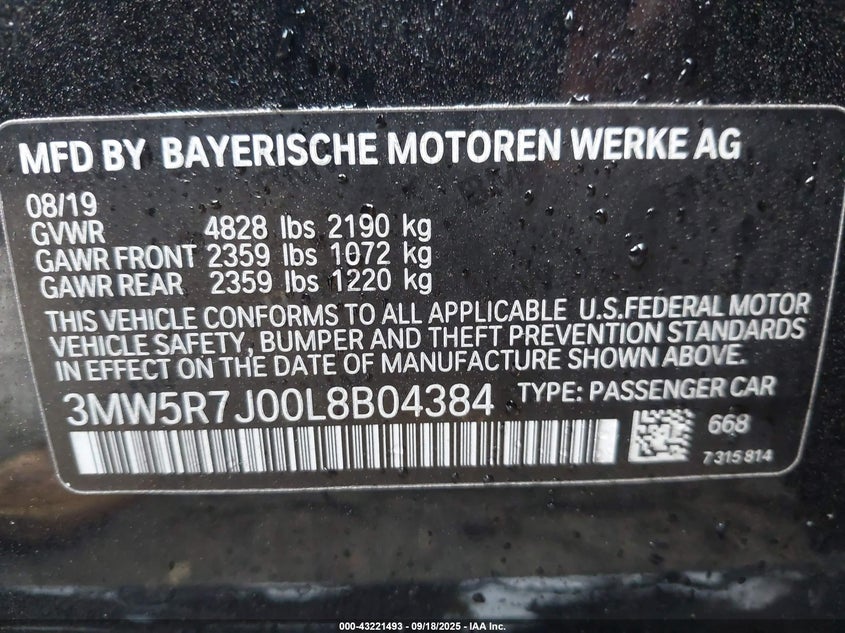 MFD BY BAYERISCHE MOTOREN WERKE AG
08/19
GVWR 4828 lbs 2190 kg
GAWR FRONT 2359 lbs 1072 kg
GAWR REAR 2359 lbs 1220 kg
THIS VEHICLE CONFORMS TO ALL APPLICABLE U.S.FEDERAL MOTOR
VEHICLE SAFETY, BUMPER AND THEFT PREVENTION STANDARDS
IN EFFECT ON THE DATE OF MANUFACTURE SHOWN ABOVE.
3MW5R7J00L8B04384 TYPE: PASSENGER CAR
668
7 315 814
000-43221493 - 09/18/2025 - IAA Inc.